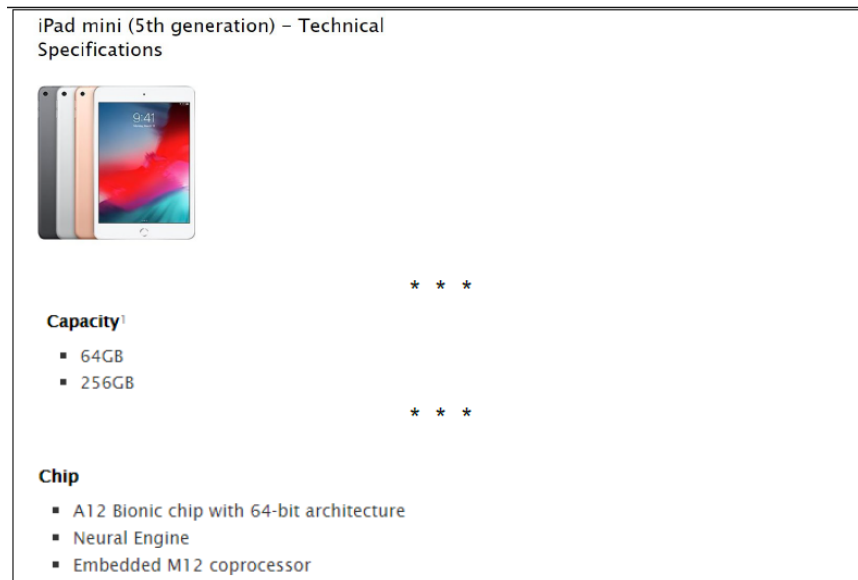 iPad mini (5th generation) – Technical
Specifications
9:41
* * *
Capacity1
▪ 64GB
▪ 256GB
* * *
Chip
▪ A12 Bionic chip with 64-bit architecture
▪ Neural Engine
▪ Embedded M12 coprocessor